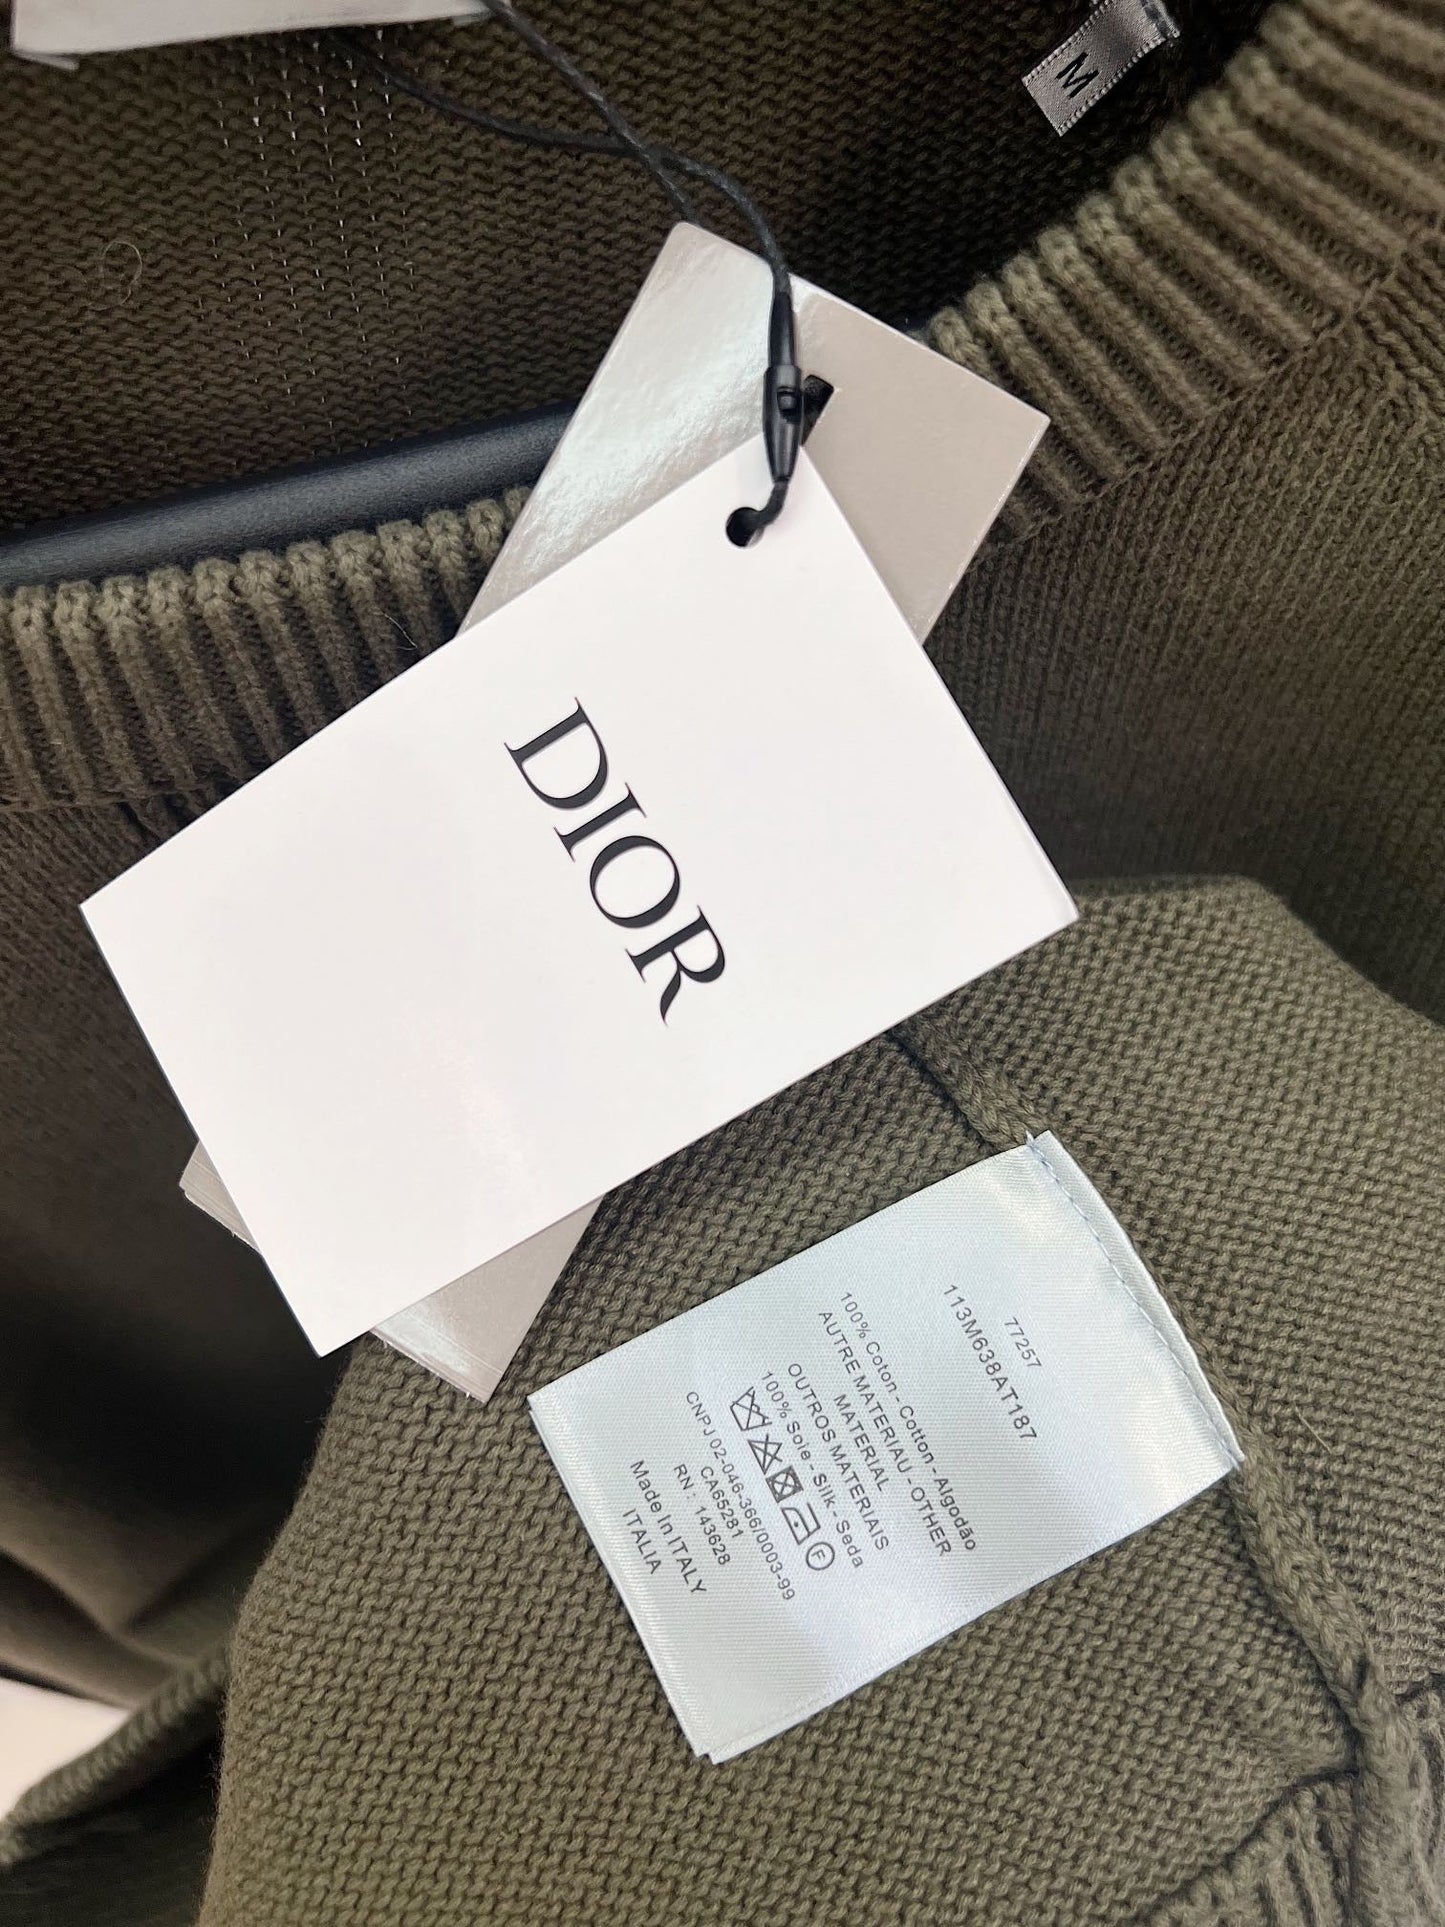 M
DIOR
77257
113M638AT187
100% Coton - Cotton - Algodão
AUTRE MATERIAU - OTHER
MATERIAL
OUTROS MATERIAIS
100% Soie - Silk - Seda
F
CNPJ 02-046-366/0003-99
CA65281
RN : 143628
Made In ITALY
ITALIA